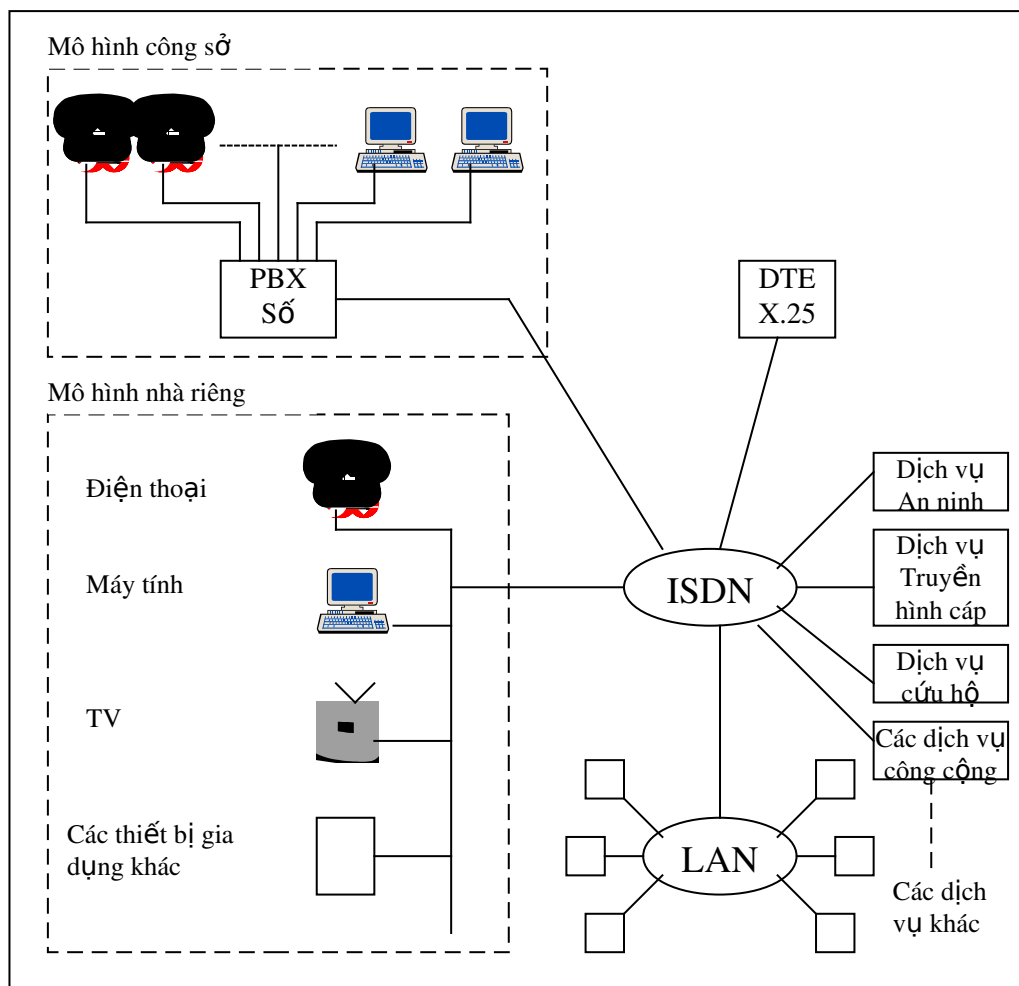 Mô hình công sở
PBX
Số
DTE
X.25
Mô hình nhà riêng
Điện thoại
Máy tính
TV
Các thiết bị gia
dụng khác
ISDN
Dịch vụ
An ninh
Dịch vụ
Truyền
hình cáp
Dịch vụ
cứu hộ
Các dịch vụ
công cộng
LAN
Các dịch
vụ khác